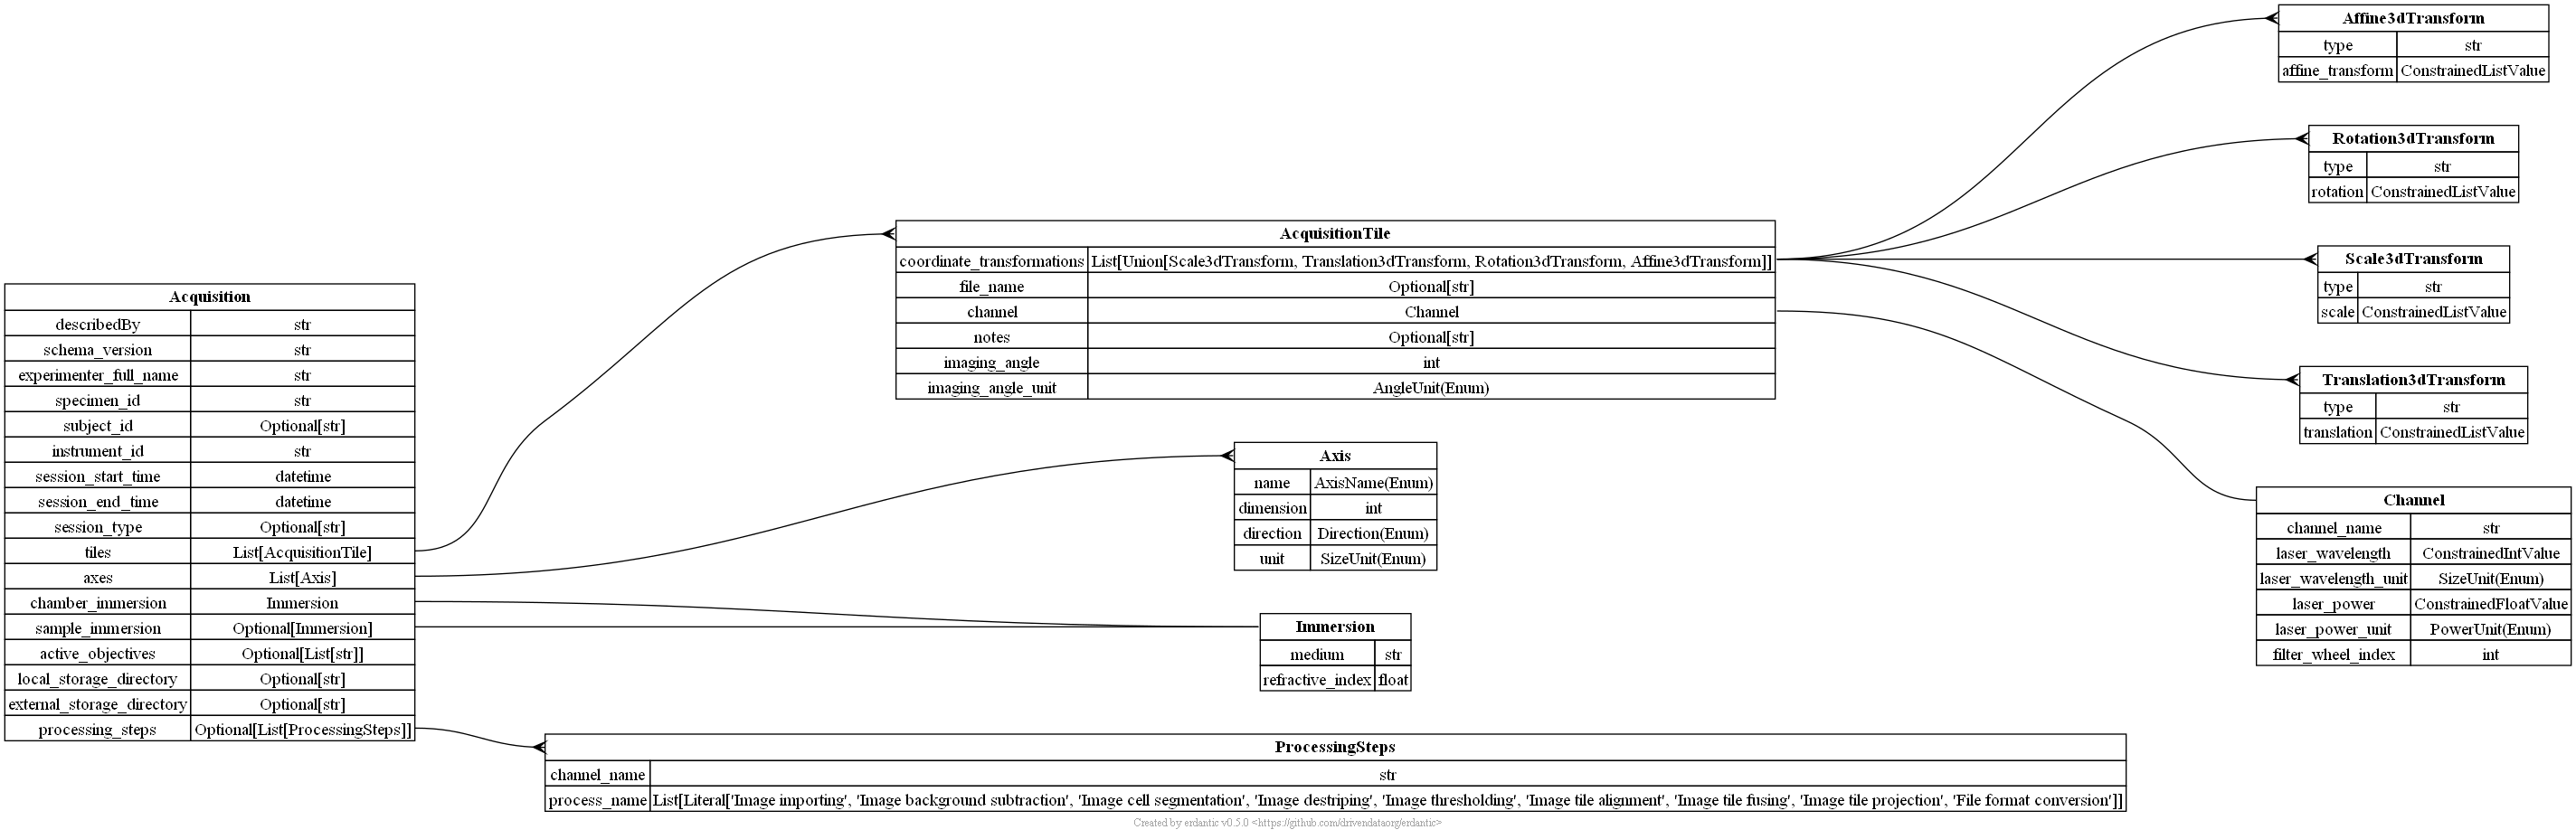 Acquisition
describedBy str
schema_version str
experimenter_full_name str
specimen_id str
subject_id Optional[str]
instrument_id str
session_start_time datetime
session_end_time datetime
session_type Optional[str]
tiles List[AcquisitionTile]
axes List[Axis]
chamber_immersion Immersion
sample_immersion Optional[Immersion]
active_objectives Optional[List[str]]
local_storage_directory Optional[str]
external_storage_directory Optional[str]
processing_steps Optional[List[ProcessingSteps]]
AcquisitionTile
coordinate_transformations List[Union[Scale3dTransform, Translation3dTransform, Rotation3dTransform, Affine3dTransform]]
file_name Optional[str]
channel Channel
notes Optional[str]
imaging_angle int
imaging_angle_unit AngleUnit(Enum)
Axis
name AxisName(Enum)
dimension int
direction Direction(Enum)
unit SizeUnit(Enum)
Immersion
medium str
refractive_index float
ProcessingSteps
channel_name str
process_name List[Literal['Image importing', 'Image background subtraction', 'Image cell segmentation', 'Image destriping', 'Image thresholding', 'Image tile alignment', 'Image tile fusing', 'Image tile projection', 'File format conversion']]
Affine3dTransform
type str
affine_transform ConstrainedListValue
Rotation3dTransform
type str
rotation ConstrainedListValue
Scale3dTransform
type str
scale ConstrainedListValue
Translation3dTransform
type str
translation ConstrainedListValue
Channel
channel_name str
laser_wavelength ConstrainedIntValue
laser_wavelength_unit SizeUnit(Enum)
laser_power ConstrainedFloatValue
laser_power_unit PowerUnit(Enum)
filter_wheel_index int
Created by erdantic v0.5.0 <https://github.com/drivendataorg/erdantic>